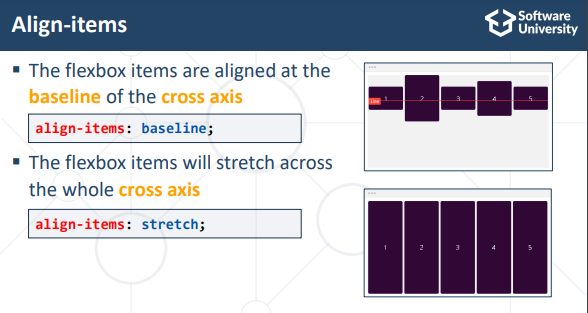 Align-items
Software
University
▪ The flexbox items are aligned at the
baseline of the cross axis
align-items: baseline;
▪ The flexbox items will stretch across
the whole cross axis
align-items: stretch;
Line
1 2 3 4 5
1 2 3 4 5